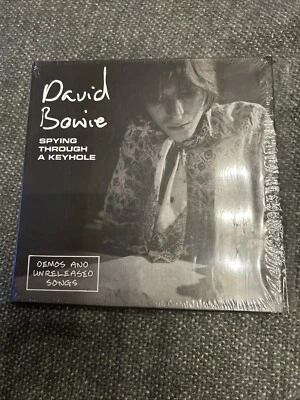 David
Bowie
SPYING
THROUGH
A KEYHOLE
DEMOS AND
UNRELEASED
SONGS